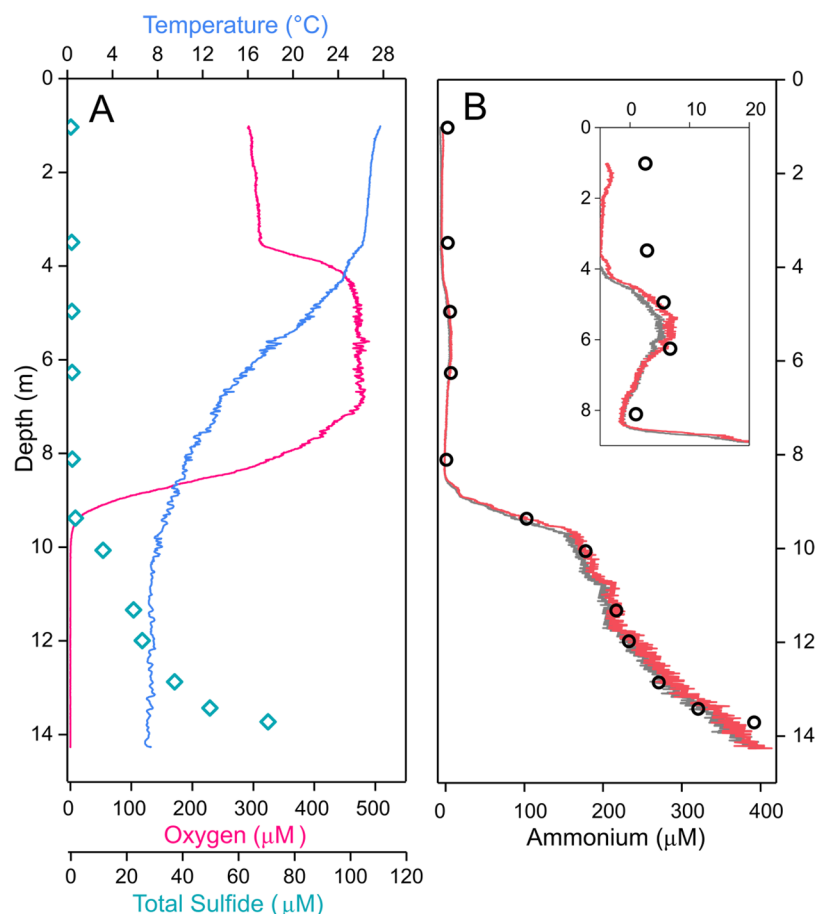 Temperature (°C)
0 4 8 12 16 20 24 28
A
0
2
4
6
8
10
12
14
Depth (m)
0 100 200 300 400 500
Oxygen (µM)
0 20 40 60 80 100 120
Total Sulfide (µM)
B
0 10 20
0
2
4
6
8
0
2
4
6
8
10
12
14
0 100 200 300 400
Ammonium (µM)